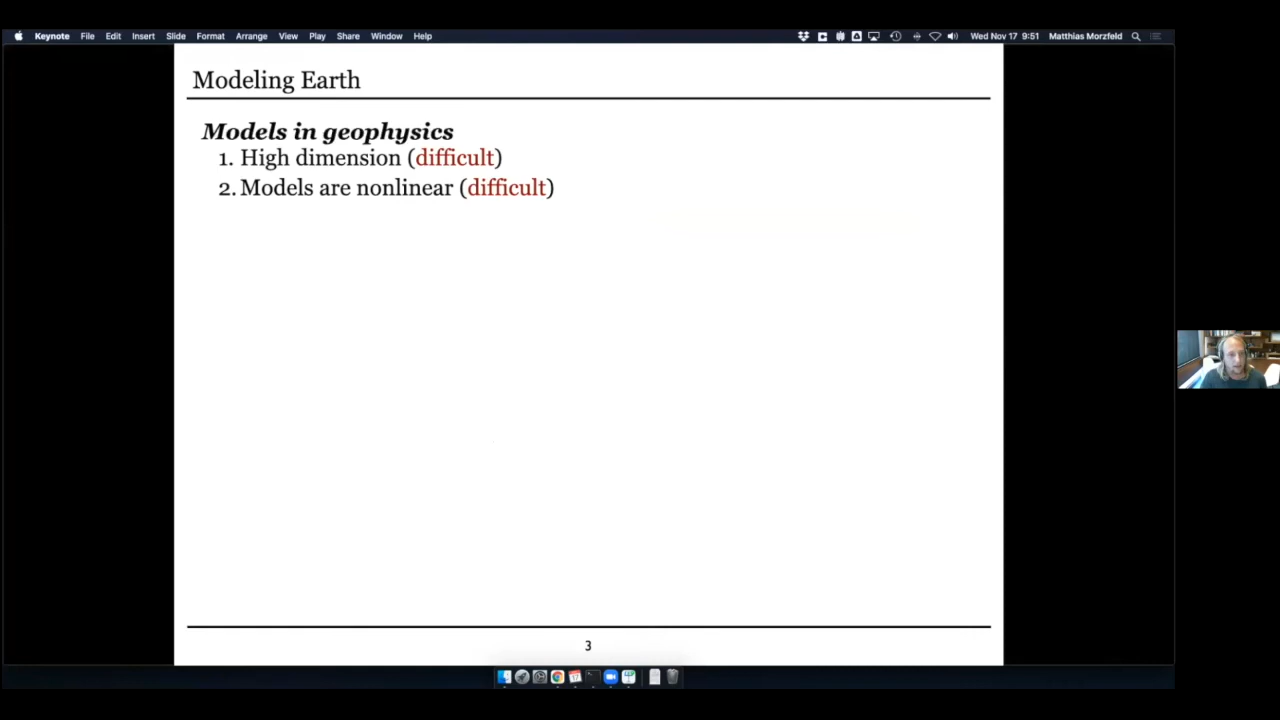 Keynote File Edit Insert Slide Format Arrange View Play Share Window Help Wed Nov 17 9:51 Matthias Morzfeld
Modeling Earth
Models in geophysics
1. High dimension (difficult)
2. Models are nonlinear (difficult)
3